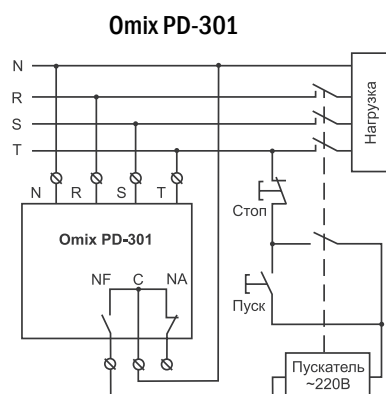 Omix PD-301
N
R
S
T
Нагрузка
N R S T
Omix PD-301
NF C NA
Стоп
Пуск
Пускатель
~220В